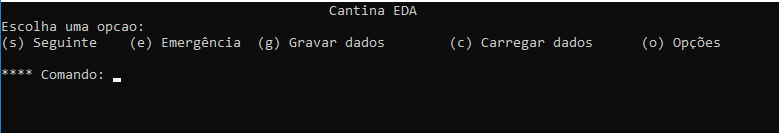 Cantina EDA
Escolha uma opcao:
(s) Seguinte (e) Emergência (g) Gravar dados (c) Carregar dados (o) Opções
**** Comando: